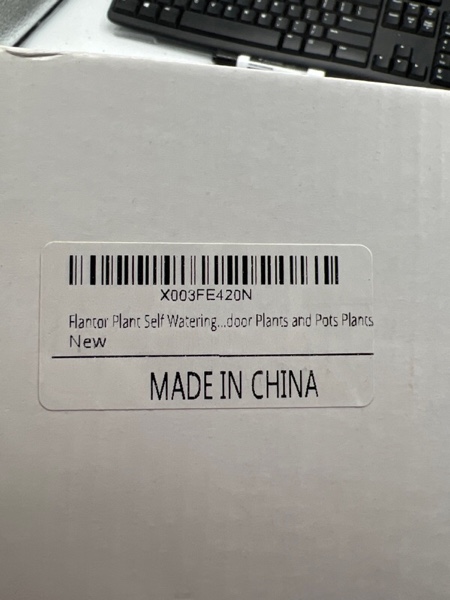 X003FE420N
Flantor Plant Self Watering...door Plants and Pots Plants
New
MADE IN CHINA